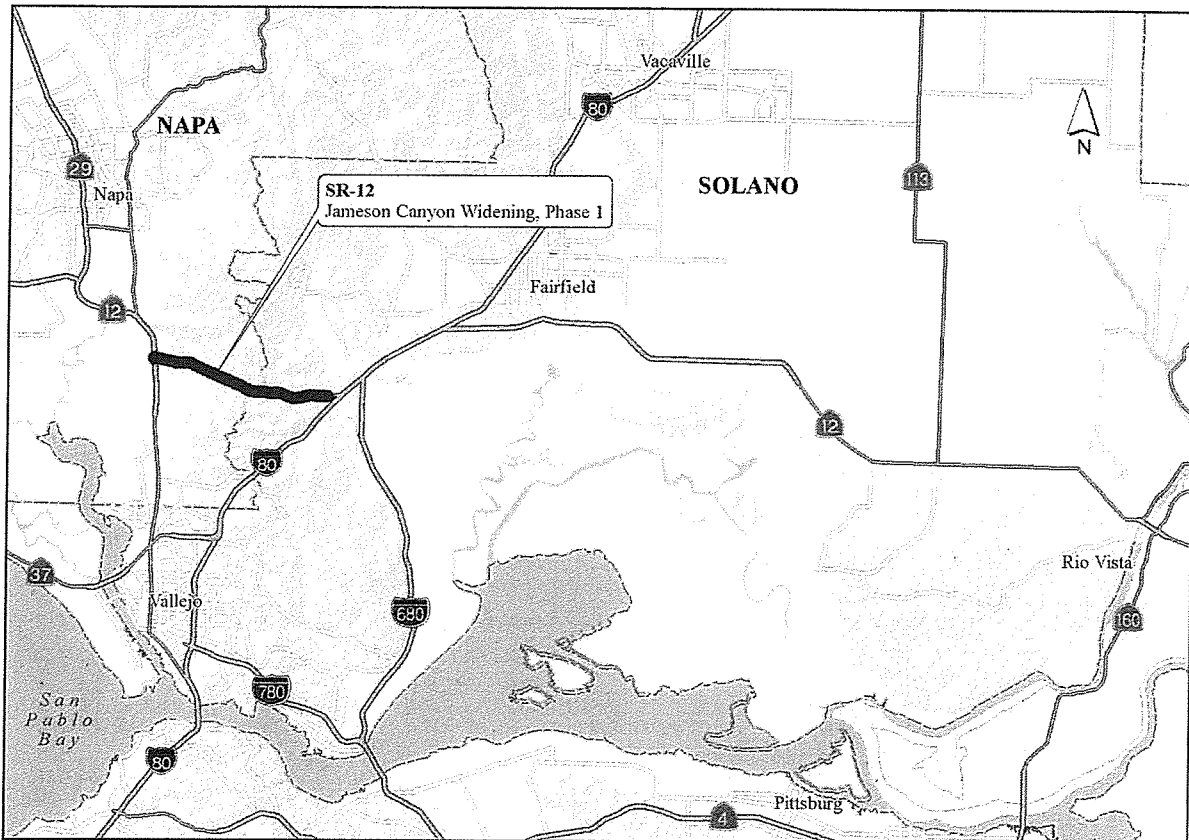 Vacaville
80
NAPA
N
29
SOLANO
113
Napa
SR-12
Jameson Canyon Widening, Phase 1
Fairfield
12
12
80
Rio Vista
37
Vallejo
680
160
780
San
Pablo
Bay
80
Pittsburg
4